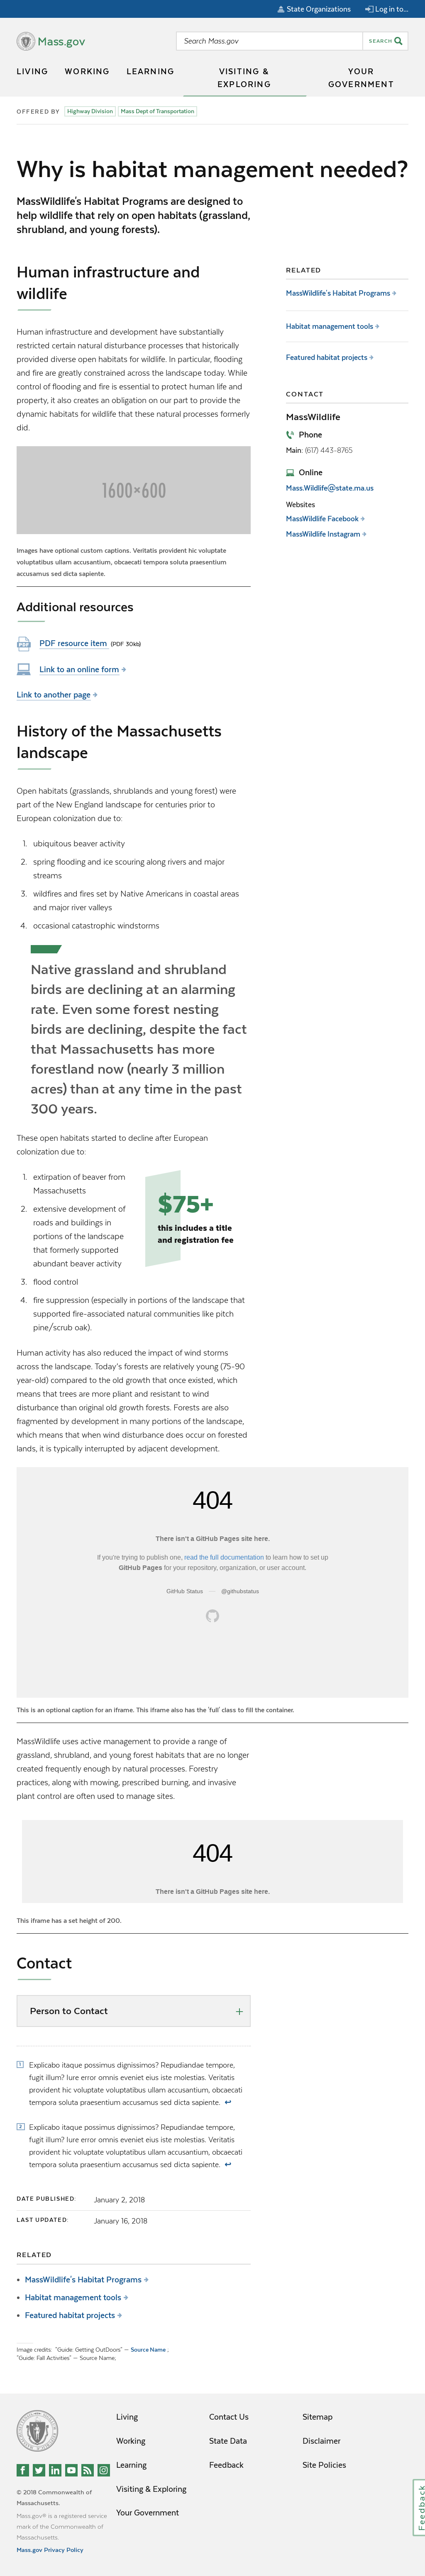 State Organizations
Log in to...
Mass.gov
Search Mass.gov
SEARCH
LIVING
WORKING
LEARNING
VISITING &
EXPLORING
YOUR
GOVERNMENT
OFFERED BY
Highway Division
Mass Dept of Transportation
Why is habitat management needed?
MassWildlife's Habitat Programs are designed to
help wildlife that rely on open habitats (grassland,
shrubland, and young forests).
Human infrastructure and
wildlife
Human infrastructure and development have substantially
restricted certain natural disturbance processes that historically
provided diverse open habitats for wildlife. In particular, flooding
and fire are greatly constrained across the landscape today. While
control of flooding and fire is essential to protect human life and
property, it is also creates an obligation on our part to provide the
dynamic habitats for wildlife that these natural processes formerly
did.
1600×600
Images have optional custom captions. Veritatis provident hic voluptate
voluptatibus ullam accusantium, obcaecati tempora soluta praesentium
accusamus sed dicta sapiente.
Additional resources
PDF resource item (PDF 30kb)
Link to an online form
Link to another page
History of the Massachusetts
landscape
Open habitats (grasslands, shrublands and young forest) were
part of the New England landscape for centuries prior to
European colonization due to:
1. ubiquitous beaver activity
2. spring flooding and ice scouring along rivers and major
streams
3. wildfires and fires set by Native Americans in coastal areas
and major river valleys
4. occasional catastrophic windstorms
Native grassland and shrubland
birds are declining at an alarming
rate. Even some forest nesting
birds are declining, despite the fact
that Massachusetts has more
forestland now (nearly 3 million
acres) than at any time in the past
300 years.
These open habitats started to decline after European
colonization due to:
1. extirpation of beaver from
Massachusetts
2. extensive development of
roads and buildings in
portions of the landscape
that formerly supported
abundant beaver activity
3. flood control
4. fire suppression (especially in portions of the landscape that
supported fire-associated natural communities like pitch
pine/scrub oak).
$75+
this includes a title
and registration fee
Human activity has also reduced the impact of wind storms
across the landscape. Today's forests are relatively young (75-90
year-old) compared to the old growth that once existed, which
means that trees are more pliant and resistant to wind
disturbance than original old growth forests. Forests are also
fragmented by development in many portions of the landscape,
which means that when wind disturbance does occur on forested
lands, it is typically interrupted by adjacent development.
404
There isn't a GitHub Pages site here.
If you're trying to publish one, read the full documentation to learn how to set up
GitHub Pages for your repository, organization, or user account.
GitHub Status — @githubstatus
This is an optional caption for an iframe. This iframe also has the 'full' class to fill the container.
MassWildlife uses active management to provide a range of
grassland, shrubland, and young forest habitats that are no longer
created frequently enough by natural processes. Forestry
practices, along with mowing, prescribed burning, and invasive
plant control are often used to manage sites.
404
There isn't a GitHub Pages site here.
This iframe has a set height of 200.
Contact
Person to Contact
1 Explicabo itaque possimus dignissimos? Repudiandae tempore,
fugit illum? Iure error omnis eveniet eius iste molestias. Veritatis
provident hic voluptate voluptatibus ullam accusantium, obcaecati
tempora soluta praesentium accusamus sed dicta sapiente. ↩
2 Explicabo itaque possimus dignissimos? Repudiandae tempore,
fugit illum? Iure error omnis eveniet eius iste molestias. Veritatis
provident hic voluptate voluptatibus ullam accusantium, obcaecati
tempora soluta praesentium accusamus sed dicta sapiente. ↩
DATE PUBLISHED: January 2, 2018
LAST UPDATED: January 16, 2018
RELATED
MassWildlife's Habitat Programs
Habitat management tools
Featured habitat projects
Image credits: "Guide: Getting OutDoors" — Source Name ,
"Guide: Fall Activities" — Source Name,
RELATED
MassWildlife's Habitat Programs
Habitat management tools
Featured habitat projects
CONTACT
MassWildlife
Phone
Main: (617) 443-8765
Online
Mass.Wildlife@state.ma.us
Websites
MassWildlife Facebook
MassWildlife Instagram
© 2018 Commonwealth of
Massachusetts.
Mass.gov® is a registered service
mark of the Commonwealth of
Massachusetts.
Mass.gov Privacy Policy
Living
Working
Learning
Visiting & Exploring
Your Government
Contact Us
State Data
Feedback
Sitemap
Disclaimer
Site Policies
Feedback